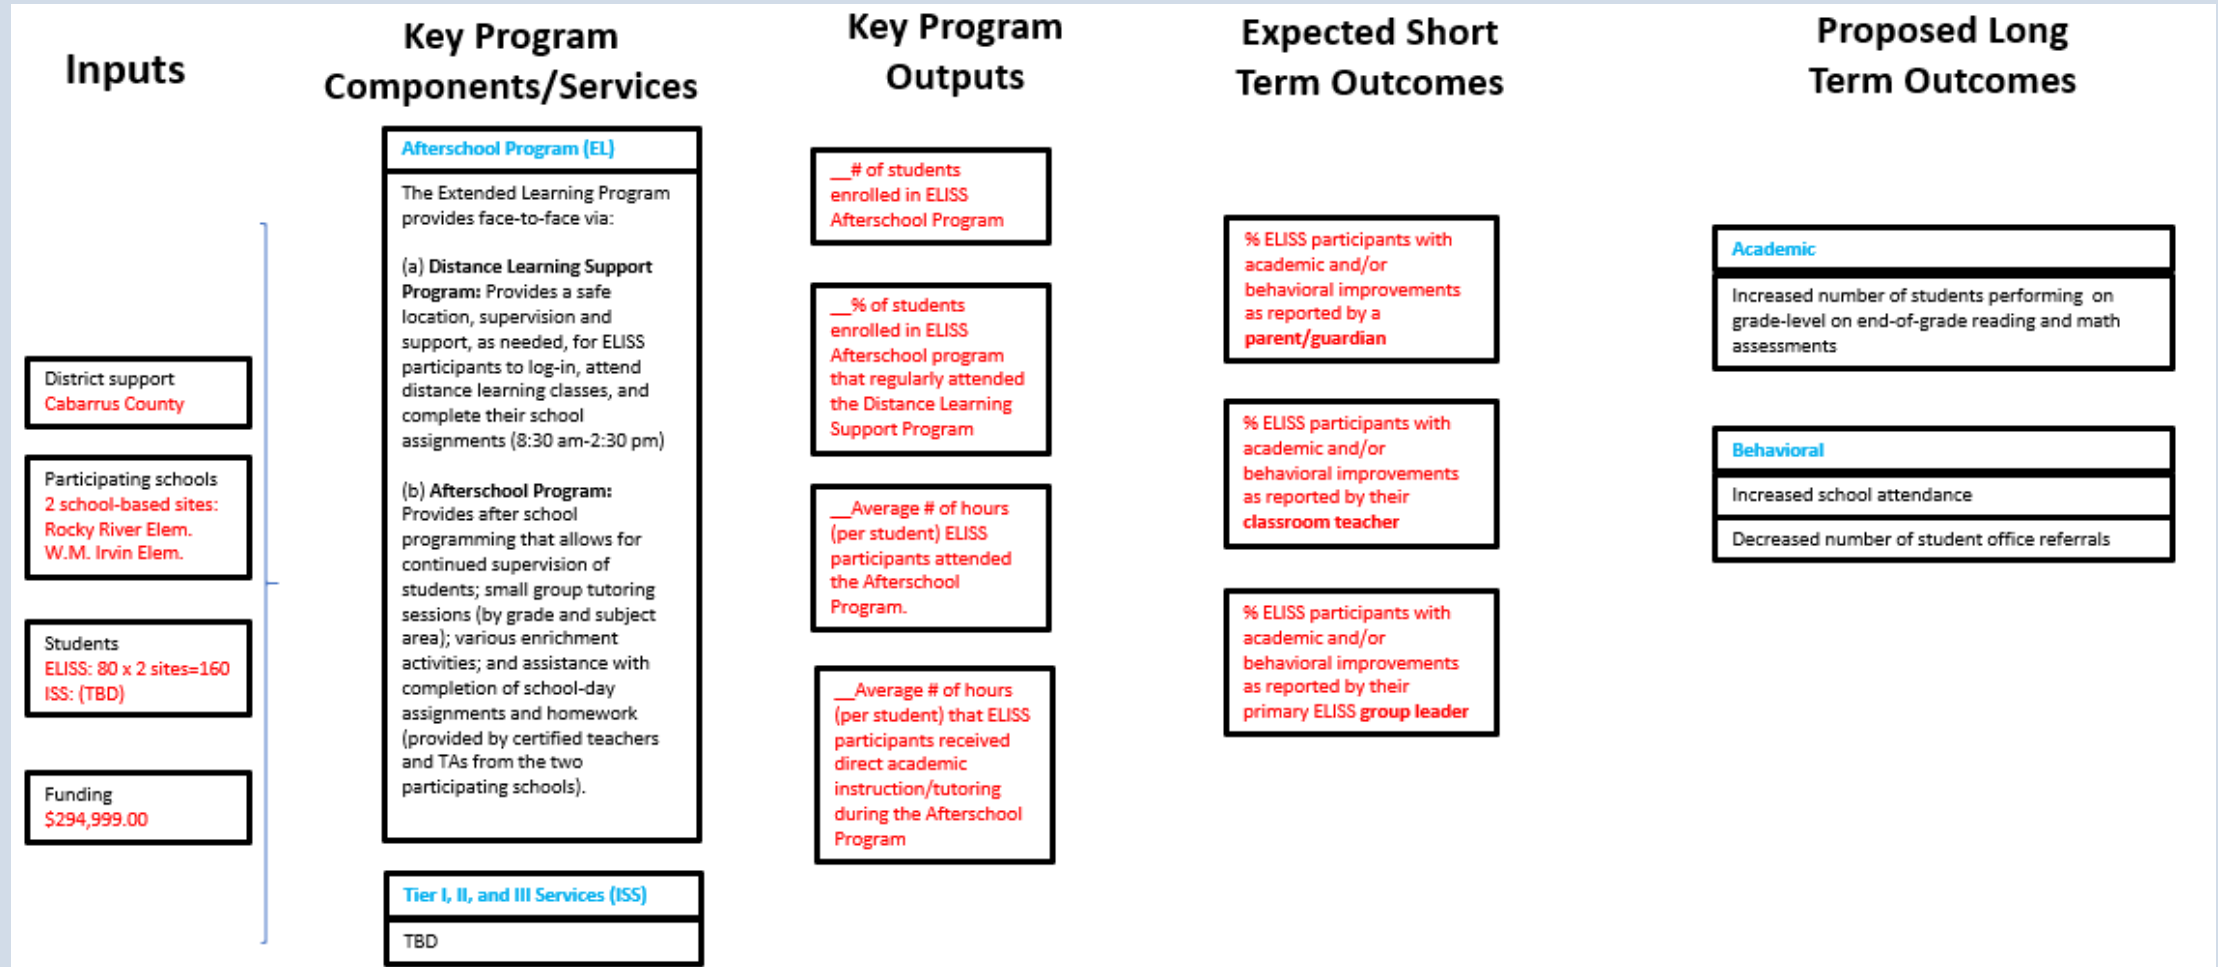 Inputs
District support
Cabarrus County
Participating schools
2 school-based sites:
Rocky River Elem.
W.M. Irvin Elem.
Students
ELISS: 80 x 2 sites=160
ISS: (TBD)
Funding
$294,999.00
Key Program
Components/Services
Afterschool Program (EL)
The Extended Learning Program
provides face-to-face via:
(a) Distance Learning Support
Program: Provides a safe
location, supervision and
support, as needed, for ELISS
participants to log-in, attend
distance learning classes, and
complete their school
assignments (8:30 am-2:30 pm)
(b) Afterschool Program:
Provides after school
programming that allows for
continued supervision of
students; small group tutoring
sessions (by grade and subject
area); various enrichment
activities; and assistance with
completion of school-day
assignments and homework
(provided by certified teachers
and TAs from the two
participating schools).
Tier I, II, and III Services (ISS)
TBD
Key Program
Outputs
__# of students
enrolled in ELISS
Afterschool Program
__% of students
enrolled in ELISS
Afterschool program
that regularly attended
the Distance Learning
Support Program
__Average # of hours
(per student) ELISS
participants attended
the Afterschool
Program.
__Average # of hours
(per student) that ELISS
participants received
direct academic
instruction/tutoring
during the Afterschool
Program
Expected Short
Term Outcomes
% ELISS participants with
academic and/or
behavioral improvements
as reported by a
parent/guardian
% ELISS participants with
academic and/or
behavioral improvements
as reported by their
classroom teacher
% ELISS participants with
academic and/or
behavioral improvements
as reported by their
primary ELISS group leader
Proposed Long
Term Outcomes
Academic
Increased number of students performing on
grade-level on end-of-grade reading and math
assessments
Behavioral
Increased school attendance
Decreased number of student office referrals